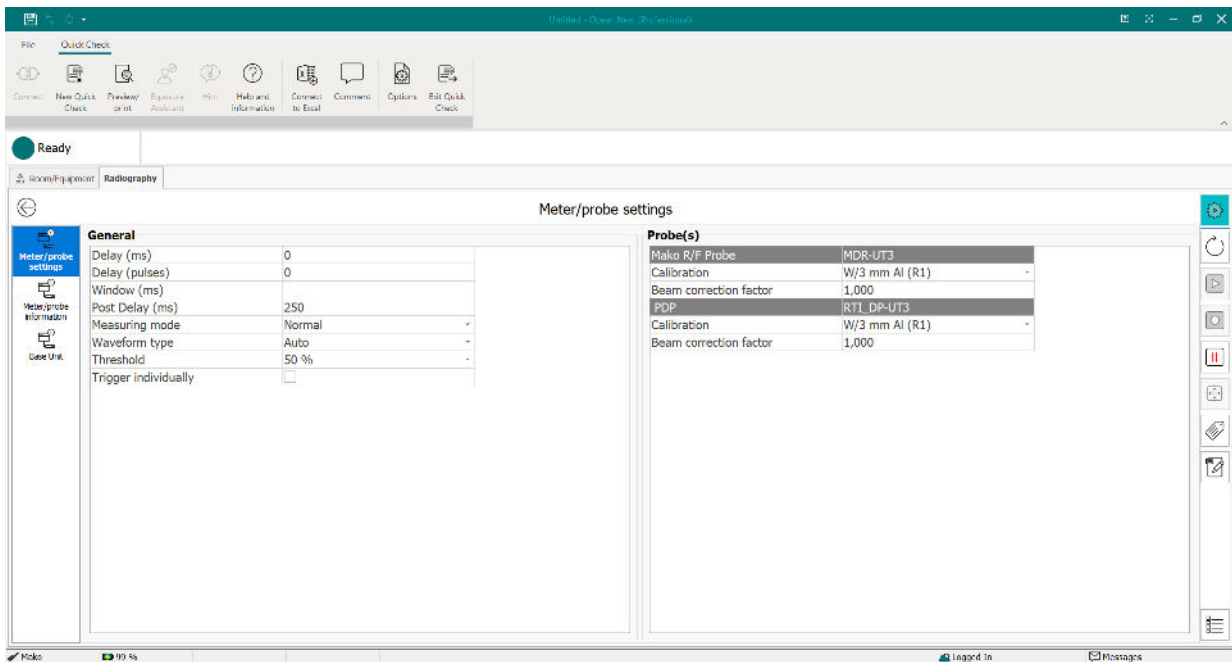 Untitled - Ocean Next (Professional)
File Quick Check
Connect New Quick Check Preview/ print Exposure Assistant Hint Help and information Connect to Excel Comment Options Exit Quick Check
Ready
Room/Equipment Radiography
Meter/probe settings
Meter/probe settings
Meter/probe information
Base Unit
General
Delay (ms) 0
Delay (pulses) 0
Window (ms)
Post Delay (ms) 250
Measuring mode Normal
Waveform type Auto
Threshold 50 %
Trigger individually
Probe(s)
Mako R/F Probe MDR-UT3
Calibration W/3 mm Al (R1)
Beam correction factor 1,000
PDP RTI_DP-UT3
Calibration W/3 mm Al (R1)
Beam correction factor 1,000
Mako 99 % Logged In Messages